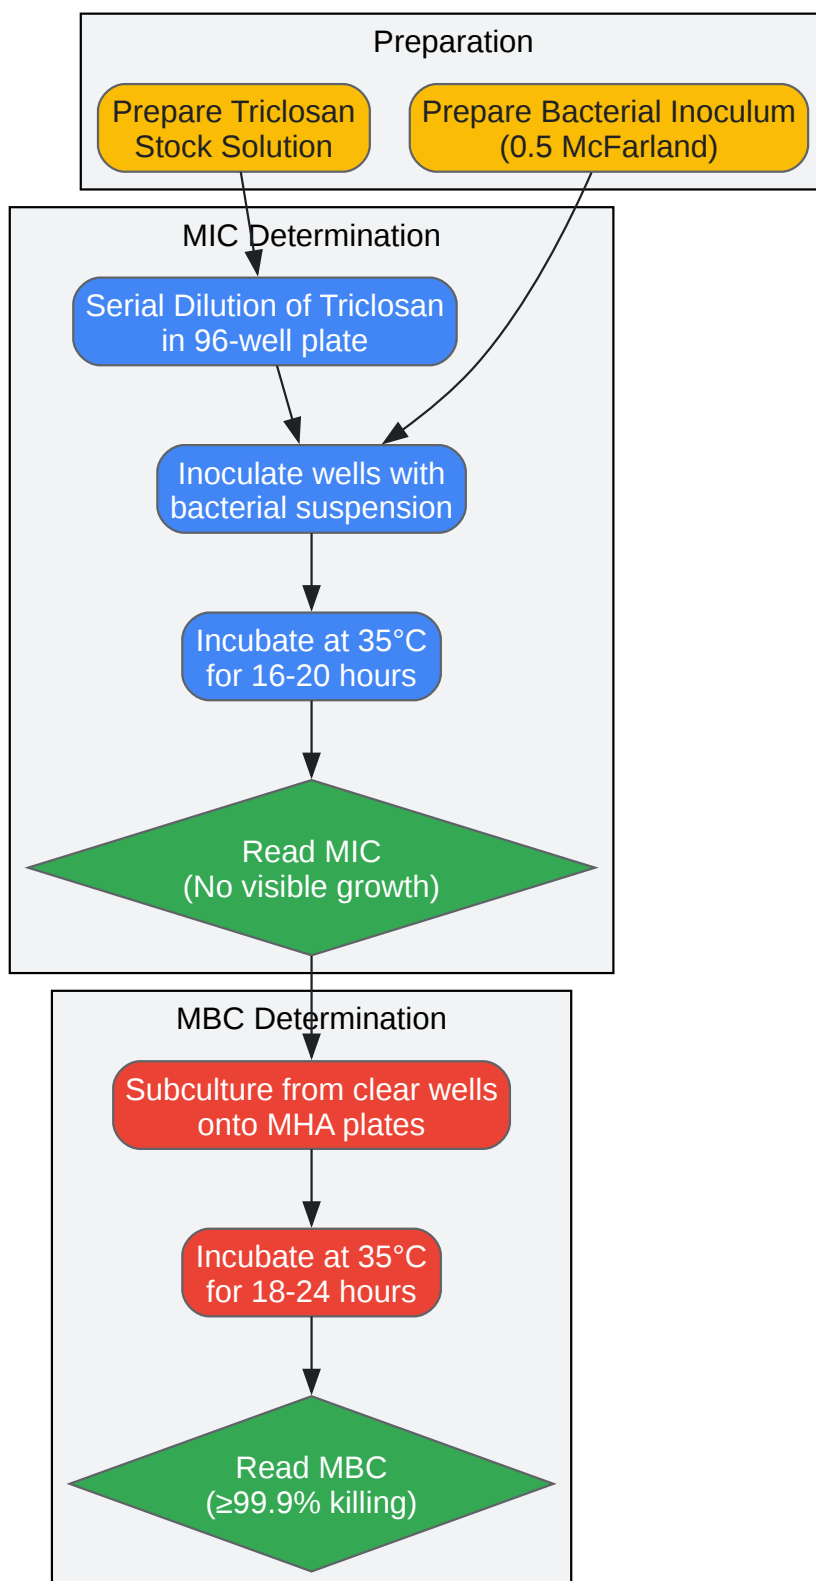 Preparation
Prepare Triclosan
Stock Solution
Prepare Bacterial Inoculum
(0.5 McFarland)
MIC Determination
Serial Dilution of Triclosan
in 96-well plate
Inoculate wells with
bacterial suspension
Incubate at 35°C
for 16-20 hours
Read MIC
(No visible growth)
MBC Determination
Subculture from clear wells
onto MHA plates
Incubate at 35°C
for 18-24 hours
Read MBC
(≥99.9% killing)